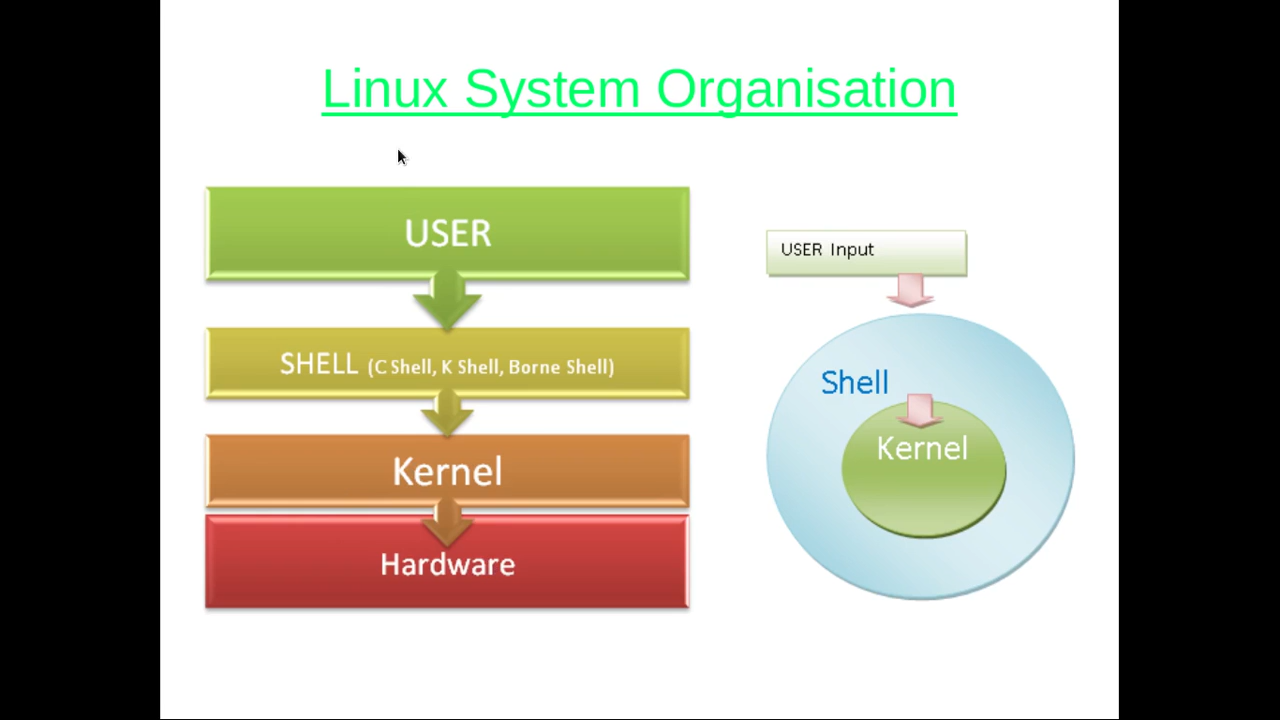 Linux System Organisation
USER
SHELL (C Shell, K Shell, Borne Shell)
Kernel
Hardware
USER Input
Shell
Kernel